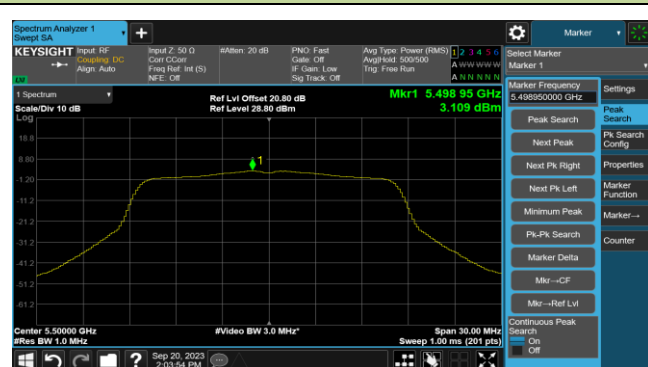 Spectrum Analyzer 1
Swept SA
+
Marker
KEYSIGHT
Input: RF
Coupling: DC
Align: Auto
Input Z: 50 Ω
Corr CCorr
Freq Ref: Int (S)
NFE: Off
#Atten: 20 dB
PNO: Fast
Gate: Off
IF Gain: Low
Sig Track: Off
Avg Type: Power (RMS)
Avg|Hold: 500/500
Trig: Free Run
1 2 3 4 5 6
A W W W W W
A N N N N N
LXI
Select Marker
Marker 1
1 Spectrum
Scale/Div 10 dB
Log
Ref Lvl Offset 20.80 dB
Ref Level 28.80 dBm
Mkr1 5.498 95 GHz
3.109 dBm
18.8
8.80
-1.20
-11.2
-21.2
-31.2
-41.2
-51.2
-61.2
1
Center 5.50000 GHz
#Res BW 1.0 MHz
#Video BW 3.0 MHz*
Span 30.00 MHz
Sweep 1.00 ms (201 pts)
Marker Frequency
5.498950000 GHz
Peak Search
Next Peak
Next Pk Right
Next Pk Left
Minimum Peak
Pk-Pk Search
Marker Delta
Mkr→CF
Mkr→Ref Lvl
Continuous Peak
Search
On
Off
Settings
Peak
Search
Pk Search
Config
Properties
Marker
Function
Marker→
Counter
?
Sep 20, 2023
2:03:54 PM